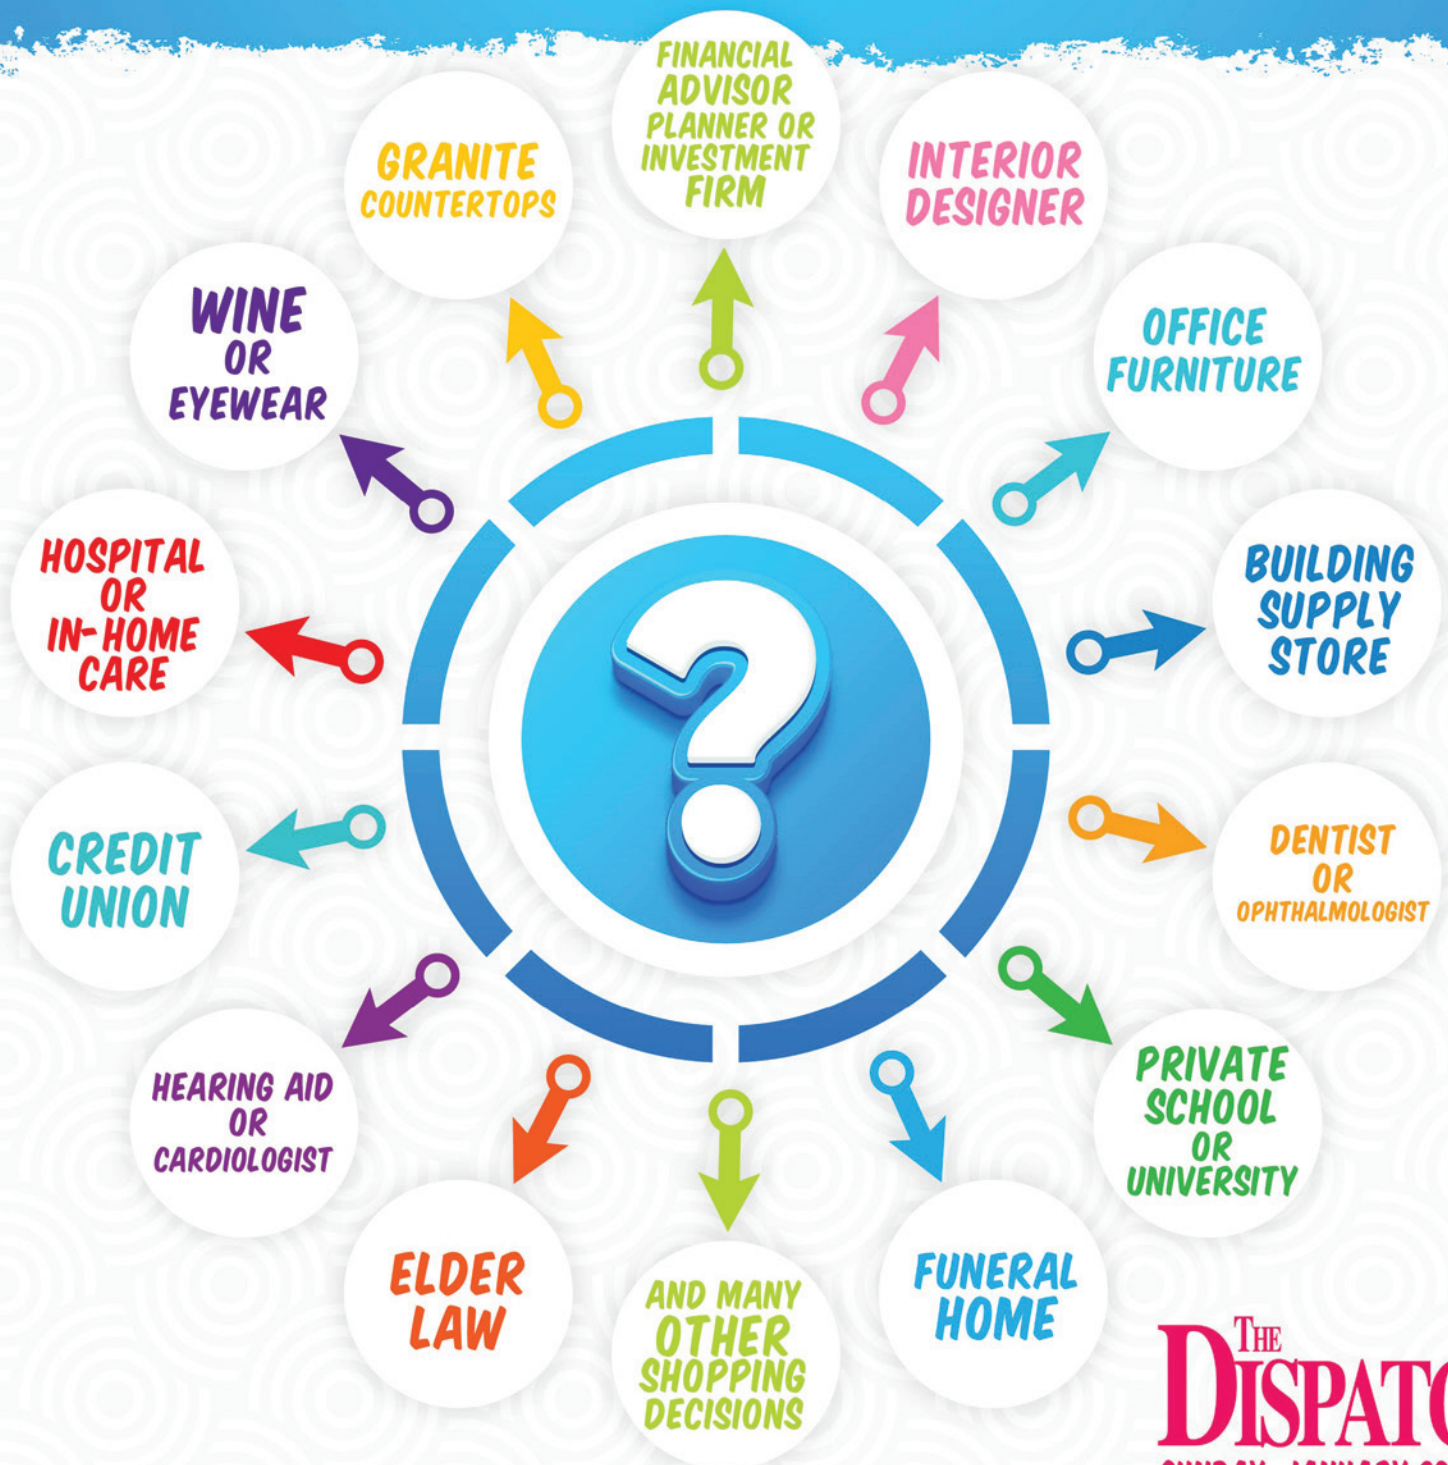 FINANCIAL
ADVISOR
PLANNER OR
INVESTMENT
FIRM
GRANITE
COUNTERTOPS
INTERIOR
DESIGNER
WINE
OR
EYEWEAR
OFFICE
FURNITURE
HOSPITAL
OR
IN-HOME
CARE
BUILDING
SUPPLY
STORE
?
CREDIT
UNION
DENTIST
OR
OPHTHALMOLOGIST
HEARING AID
OR
CARDIOLOGIST
PRIVATE
SCHOOL
OR
UNIVERSITY
ELDER
LAW
AND MANY
OTHER
SHOPPING
DECISIONS
FUNERAL
HOME
THE